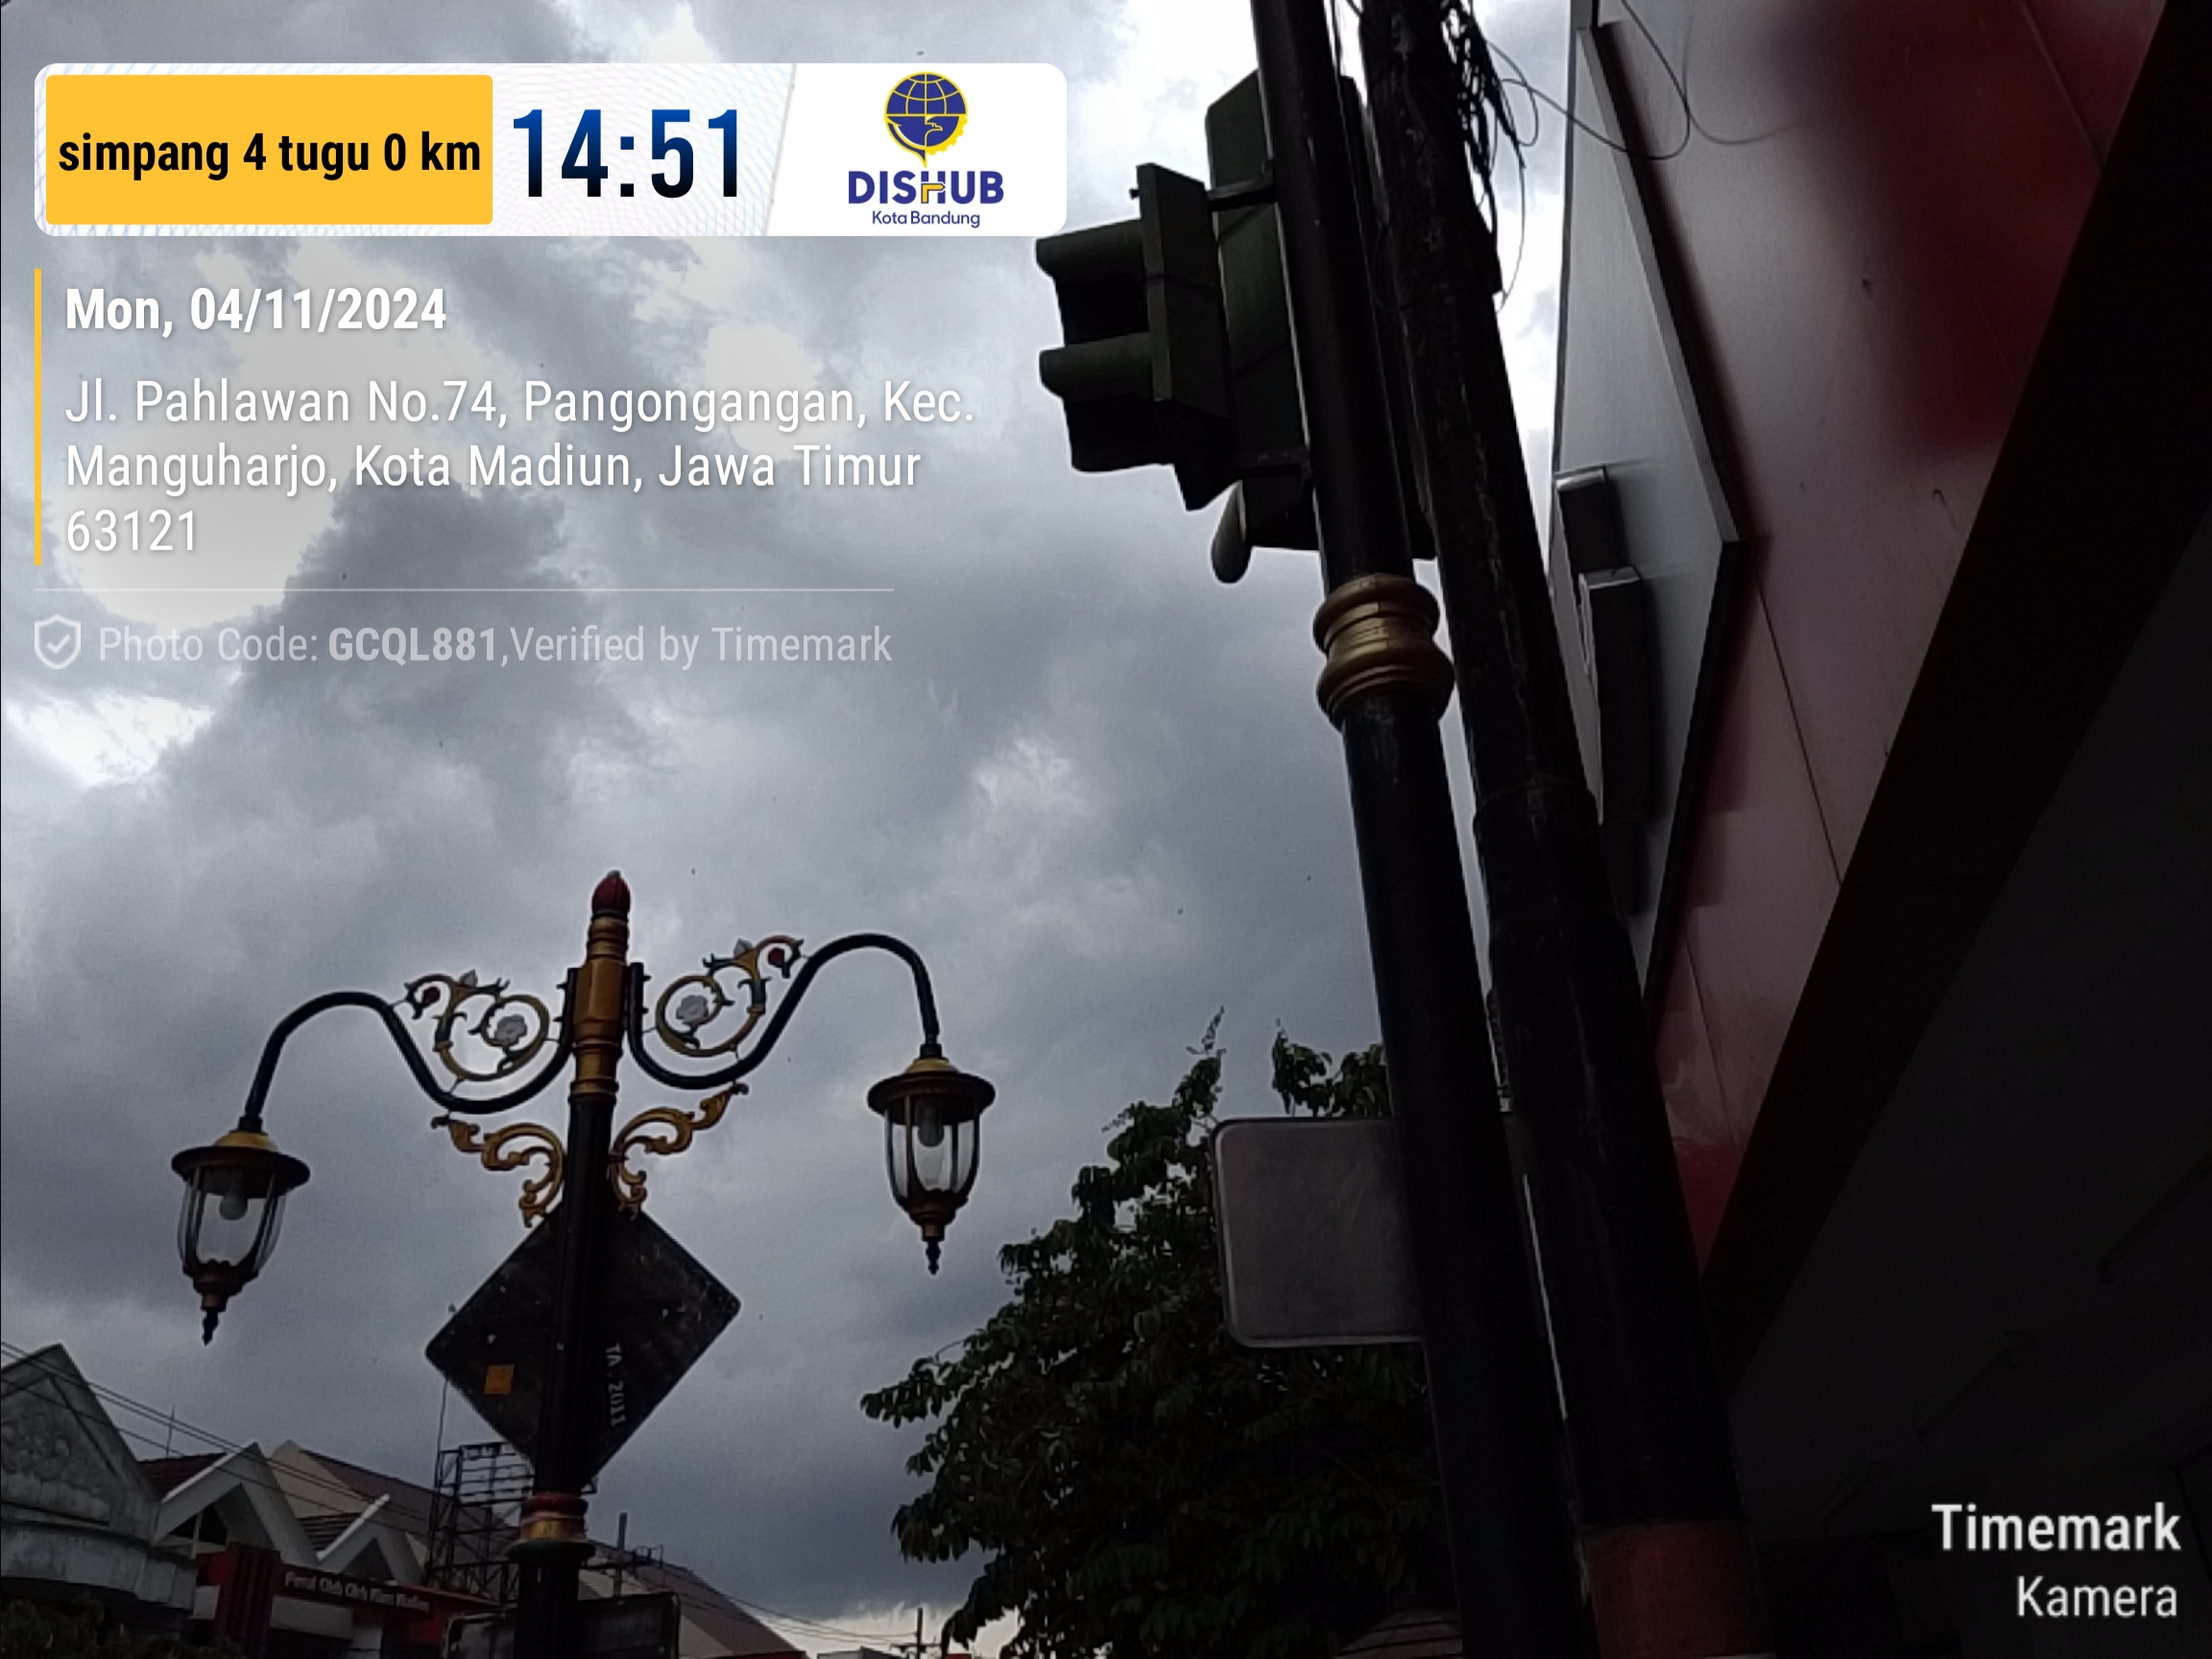 simpang 4 tugu 0 km
14:51
DISHUB
Kota Bandung
Mon, 04/11/2024
Jl. Pahlawan No.74, Pangongangan, Kec.
Manguharjo, Kota Madiun, Jawa Timur
63121
Photo Code: GCQL881,Verified by Timemark
TA. 2011
Timemark
Kamera